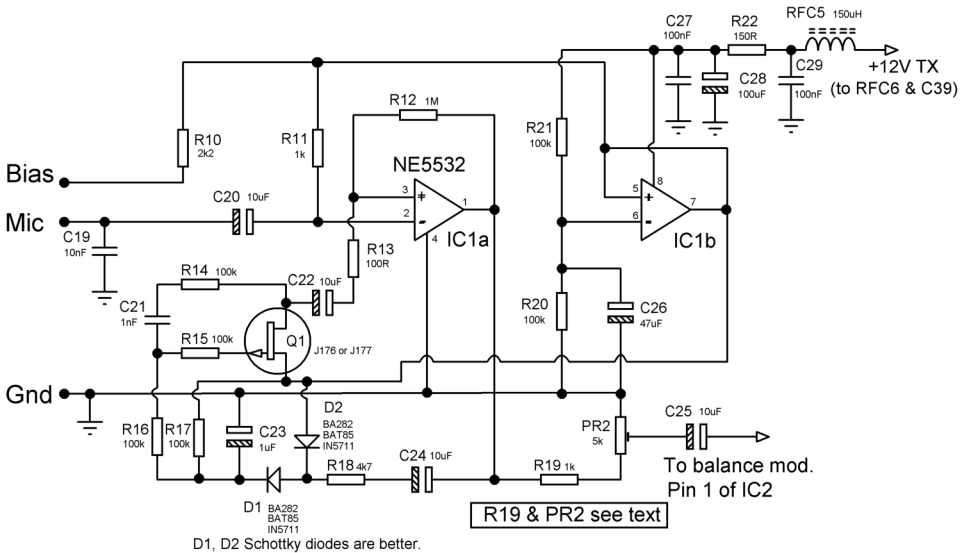 RFC5 150uH
C27
100nF
R22
150R
C28
100uF
C29
100nF
+12V TX
(to RFC6 & C39)
R12 1M
R10
2k2
R11
1k
R21
100k
NE5532
Bias
C20 10uF
3
+
2
-
1
4
IC1a
5
+
6
-
8
7
IC1b
Mic
C19
10nF
R13
100R
R14 100k
C22 10uF
C21
1nF
R15 100k
Q1
J176 or J177
R20
100k
C26
47uF
Gnd
R16
100k
R17
100k
C23
1uF
D2
BA282
BAT85
IN5711
PR2
5k
C25 10uF
R18 4k7
C24 10uF
R19 1k
To balance mod.
Pin 1 of IC2
D1 BA282
BAT85
IN5711
R19 & PR2 see text
D1, D2 Schottky diodes are better.